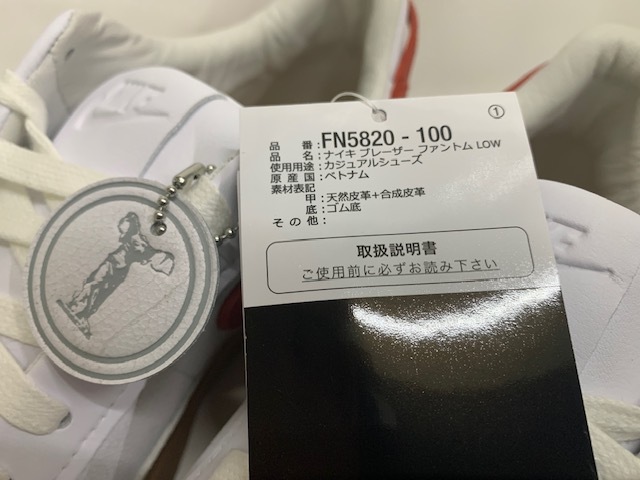 ①
品番：FN5820 - 100
品名：ナイキ ブレーザー ファントム LOW
使用用途：カジュアルシューズ
原産国：ベトナム
素材表記
甲：天然皮革+合成皮革
底：ゴム底
その他：
取扱説明書
ご使用前に必ずお読み下さい